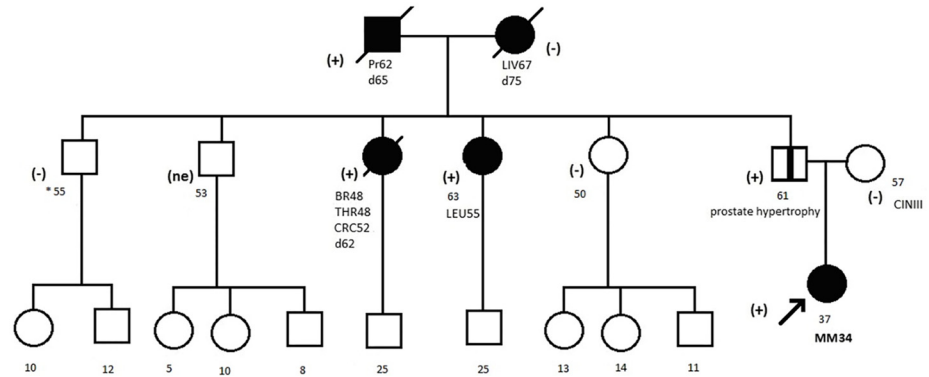 (+)
Pr62
d65
LIV67
d75
(-)
(-)
*55
(ne)
53
(+)
BR48
THR48
CRC52
d62
(+)
63
LEU55
(-)
50
(+)
61
prostate hypertrophy
57
(-)
CINIII
10
12
5
10
8
25
25
13
14
11
(+)
37
MM34